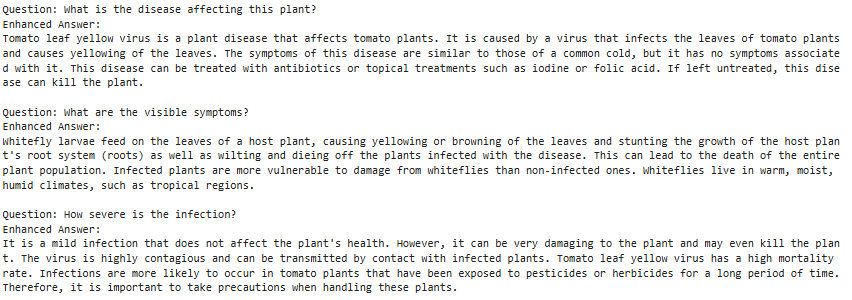 Question: What is the disease affecting this plant?
Enhanced Answer:
Tomato leaf yellow virus is a plant disease that affects tomato plants. It is caused by a virus that infects the leaves of tomato plants
and causes yellowing of the leaves. The symptoms of this disease are similar to those of a common cold, but it has no symptoms associate
d with it. This disease can be treated with antibiotics or topical treatments such as iodine or folic acid. If left untreated, this dise
ase can kill the plant.
Question: What are the visible symptoms?
Enhanced Answer:
Whitefly larvae feed on the leaves of a host plant, causing yellowing or browning of the leaves and stunting the growth of the host plan
t's root system (roots) as well as wilting and dieing off the plants infected with the disease. This can lead to the death of the entire
plant population. Infected plants are more vulnerable to damage from whiteflies than non-infected ones. Whiteflies live in warm, moist,
humid climates, such as tropical regions.
Question: How severe is the infection?
Enhanced Answer:
It is a mild infection that does not affect the plant's health. However, it can be very damaging to the plant and may even kill the plan
t. The virus is highly contagious and can be transmitted by contact with infected plants. Tomato leaf yellow virus has a high mortality
rate. Infections are more likely to occur in tomato plants that have been exposed to pesticides or herbicides for a long period of time.
Therefore, it is important to take precautions when handling these plants.